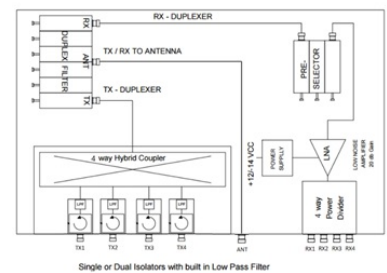 RX - DUPLEXER
RX
DUPLEX FILTER
ANT
TX
TX / RX TO ANTENNA
TX - DUPLEXER
PRE-
SELECTOR
4 way Hybrid Coupler
LPF
LPF
LPF
LPF
TX1
TX2
TX3
TX4
ANT
+12/-14 VCC
POWER
SUPPLLY
LNA
LOW NOISE
AMPLIFIER
20 db Gain
4 way
Power
Divider
RX1
RX2
RX3
RX4
Single or Dual Isolators with built in Low Pass Filter